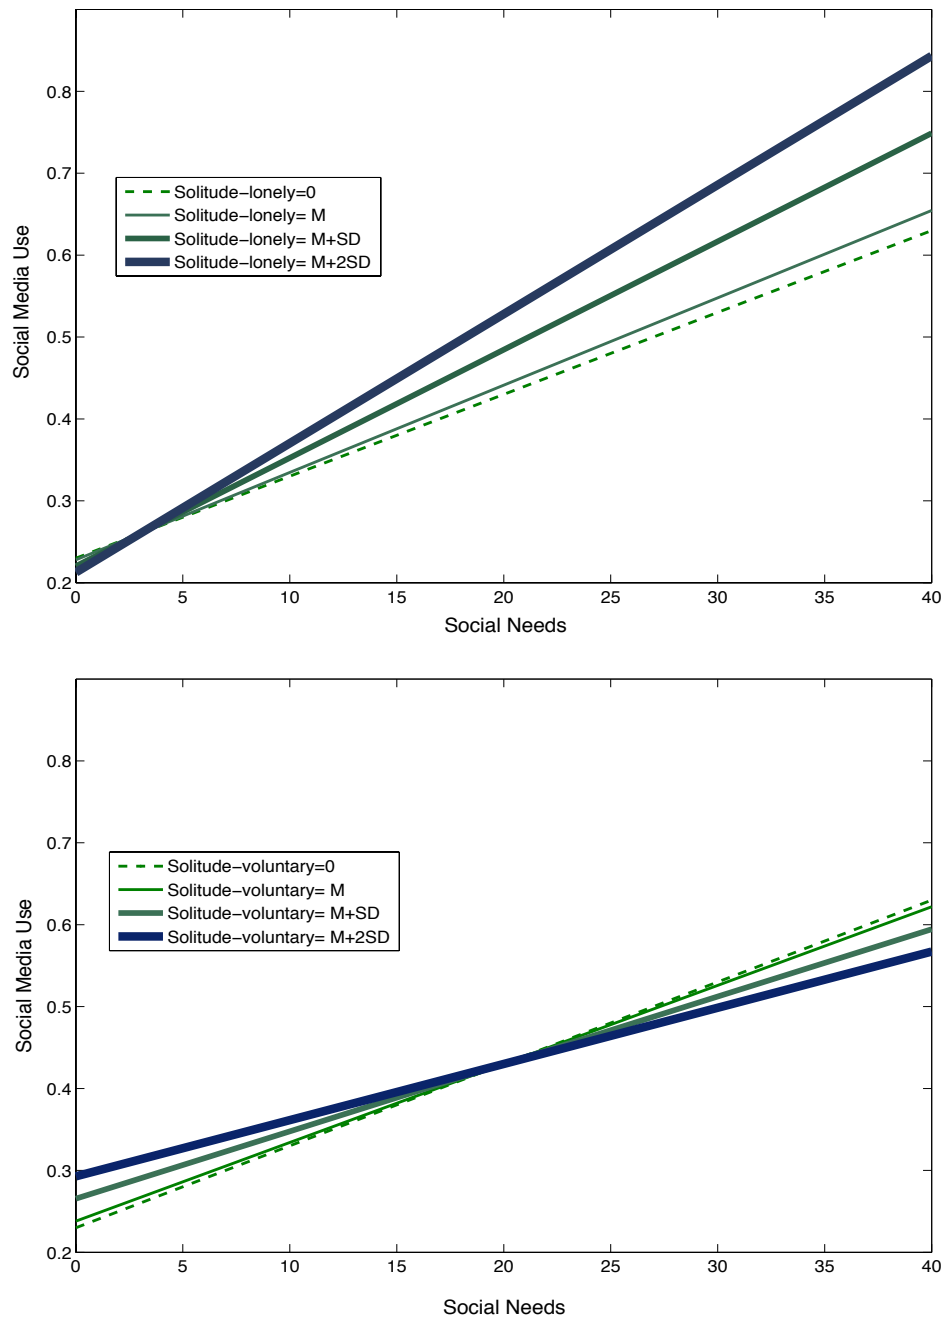 0.8
0.7
0.6
0.5
0.4
0.3
0.2
Social Media Use
Solitude-lonely=0
Solitude-lonely= M
Solitude-lonely= M+SD
Solitude-lonely= M+2SD
0 5 10 15 20 25 30 35 40
Social Needs
0.8
0.7
0.6
0.5
0.4
0.3
0.2
Social Media Use
Solitude-voluntary=0
Solitude-voluntary= M
Solitude-voluntary= M+SD
Solitude-voluntary= M+2SD
0 5 10 15 20 25 30 35 40
Social Needs